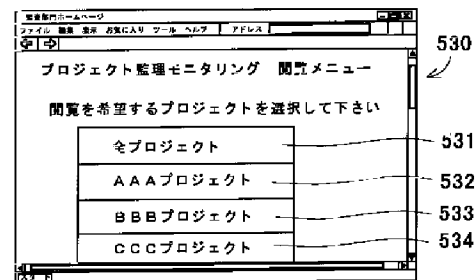 監査部門ホームページ
ファイル 編集 表示 お気に入り ツール ヘルプ アドレス
プロジェクト監理モニタリング 閲覧メニュー
閲覧を希望するプロジェクトを選択して下さい
全プロジェクト
AAAプロジェクト
BBBプロジェクト
CCCプロジェクト
スタート
530
531
532
533
534